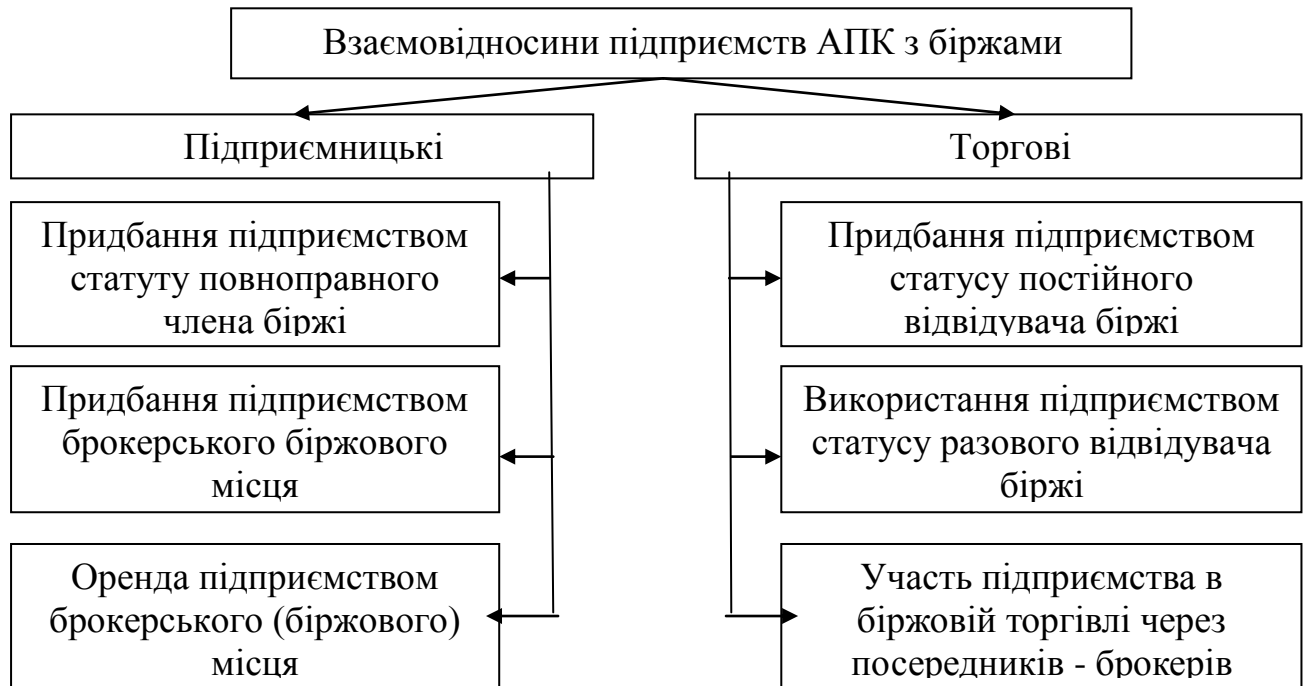 Взаємовідносини підприємств АПК з біржами
Підприємницькі
Торгові
Придбання підприємством
статуту повноправного
члена біржі
Придбання підприємством
статусу постійного
відвідувача біржі
Придбання підприємством
брокерського біржового
місця
Використання підприємством
статусу разового відвідувача
біржі
Оренда підприємством
брокерського (біржового)
місця
Участь підприємства в
біржовій торгівлі через
посередників - брокерів